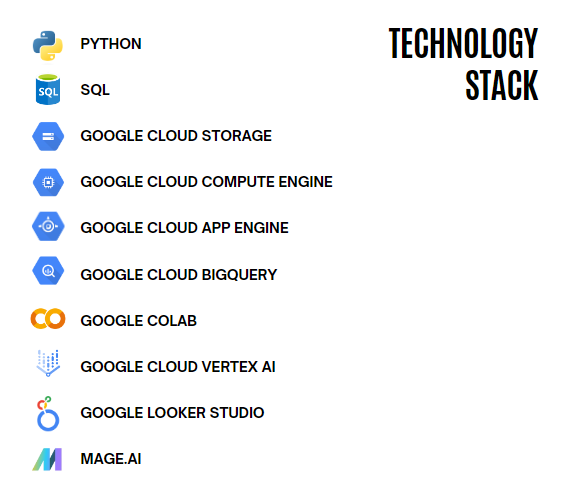 TECHNOLOGY
STACK
PYTHON
SQL
SQL
GOOGLE CLOUD STORAGE
GOOGLE CLOUD COMPUTE ENGINE
GOOGLE CLOUD APP ENGINE
GOOGLE CLOUD BIGQUERY
GOOGLE COLAB
GOOGLE CLOUD VERTEX AI
GOOGLE LOOKER STUDIO
MAGE.AI